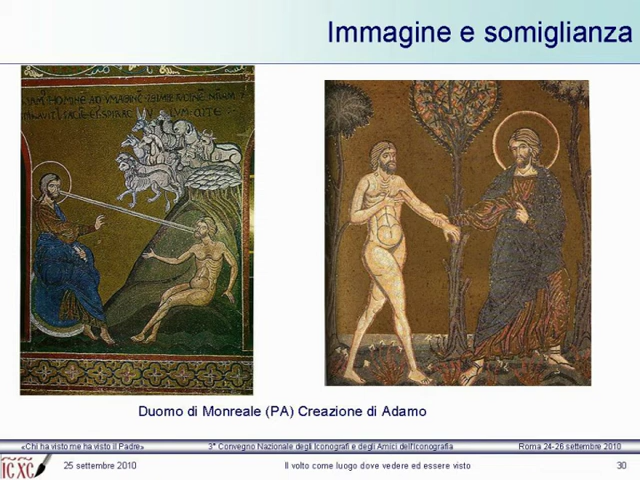 Immagine e somiglianza
Duomo di Monreale (PA) Creazione di Adamo
«Chi ha visto me ha visto il Padre» 3° Convegno Nazionale degli Iconografi e degli Amici dell'Iconografia Roma 24-26 settembre 2010
IC XC 25 settembre 2010 Il volto come luogo dove vedere ed essere visto 30